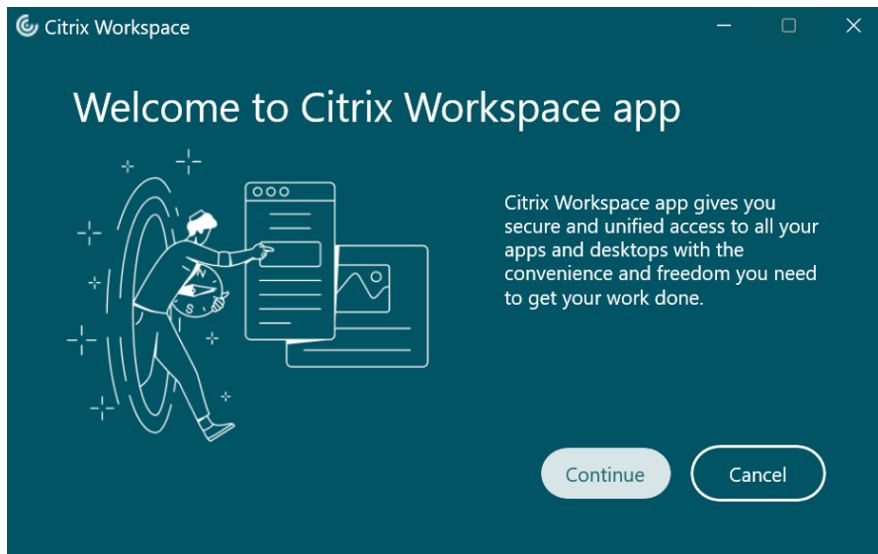 Citrix Workspace
Welcome to Citrix Workspace app
Citrix Workspace app gives you
secure and unified access to all your
apps and desktops with the
convenience and freedom you need
to get your work done.
N
S
Continue
Cancel